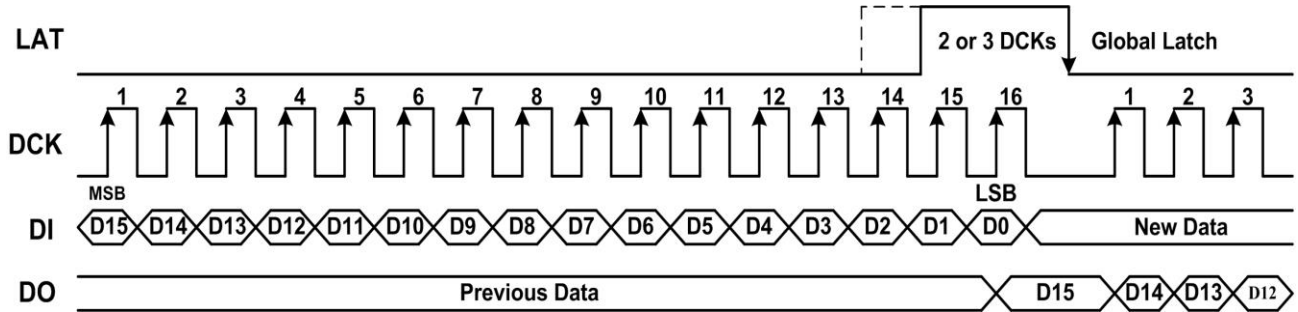 LAT 2 or 3 DCKs Global Latch
1 2 3 4 5 6 7 8 9 10 11 12 13 14 15 16 1 2 3
DCK
MSB LSB
DI D15 D14 D13 D12 D11 D10 D9 D8 D7 D6 D5 D4 D3 D2 D1 D0 New Data
DO Previous Data D15 D14 D13 D12